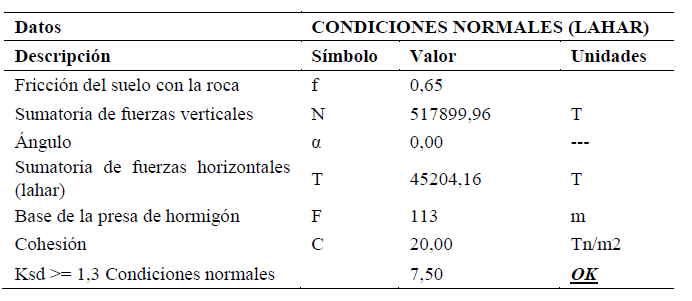 Datos CONDICIONES NORMALES (LAHAR)
Descripción Símbolo Valor Unidades
Fricción del suelo con la roca f 0,65
Sumatoria de fuerzas verticales N 517899,96 T
Ángulo α 0,00 ---
Sumatoria de fuerzas horizontales
(lahar) T 45204,16 T
Base de la presa de hormigón F 113 m
Cohesión C 20,00 Tn/m2
Ksd >= 1,3 Condiciones normales 7,50 OK